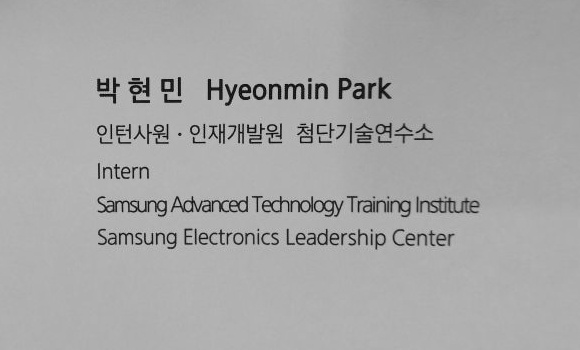 박 현 민 Hyeonmin Park
인턴사원 · 인재개발원 첨단기술연수소
Intern
Samsung Advanced Technology Training Institute
Samsung Electronics Leadership Center